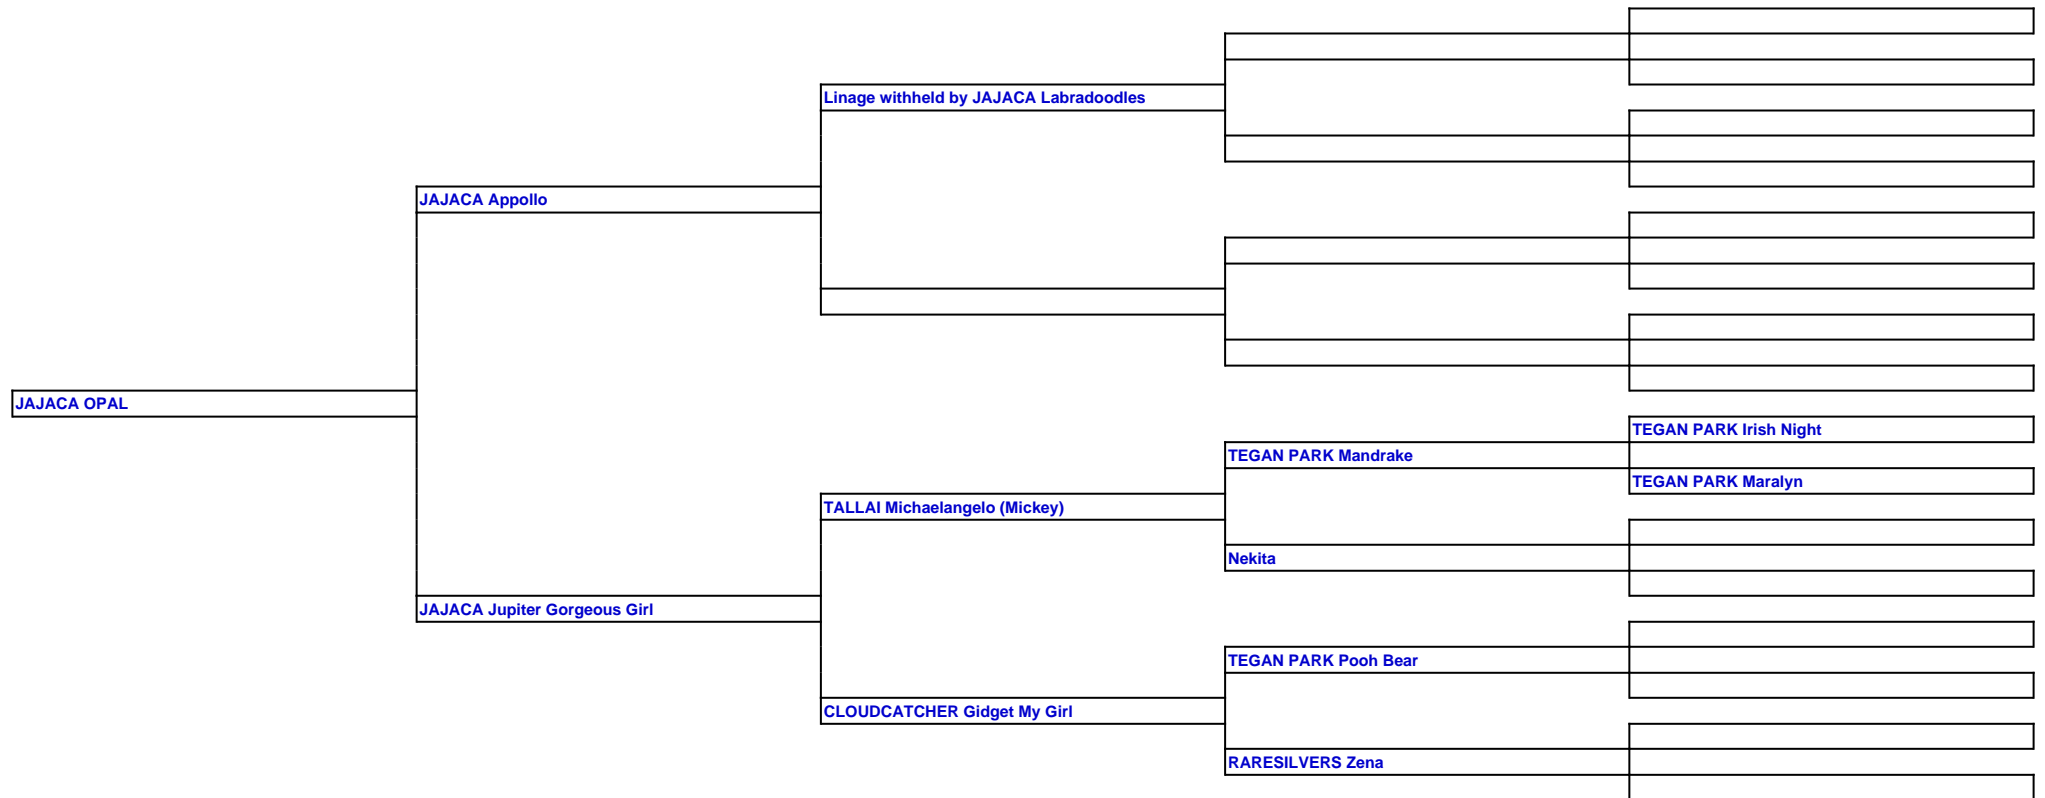 Linage withheld by JAJACA Labradoodles
JAJACA Appollo
JAJACA OPAL
TEGAN PARK Irish Night
TEGAN PARK Mandrake
TEGAN PARK Maralyn
TALLAI Michaelangelo (Mickey)
Nekita
JAJACA Jupiter Gorgeous Girl
TEGAN PARK Pooh Bear
CLOUDCATCHER Gidget My Girl
RARESILVERS Zena